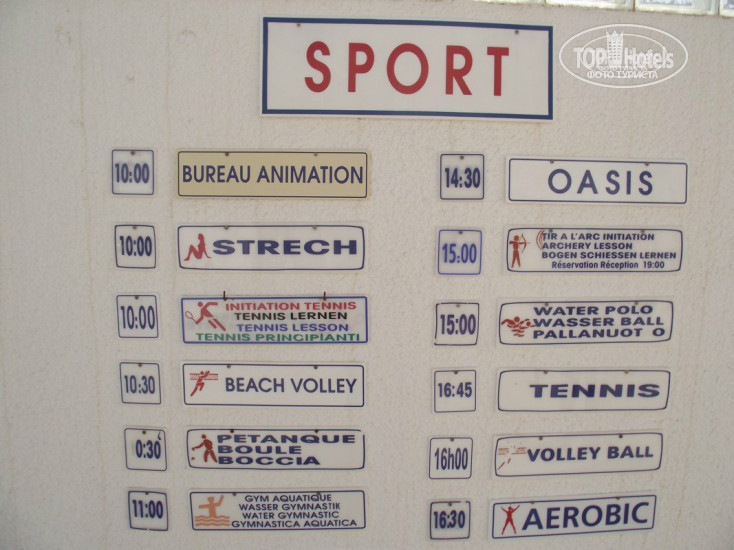 SPORT
TOPHotels
ФОТО ТУРИСТА
10:00
BUREAU ANIMATION
10:00
STRECH
10:00
INITIATION TENNIS
TENNIS LERNEN
TENNIS LESSON
TENNIS PRINCIPIANTI
10:30
BEACH VOLLEY
0:30
PETANQUE
BOULE
BOCCIA
11:00
GYM AQUATIQUE
WASSER GYMNASTIK
WATER GYMNASTIC
GYMNASTICA AQUATICA
14:30
OASIS
15:00
TIR A L'ARC INITIATION
ARCHERY LESSON
BOGEN SCHIESSEN LERNEN
Réservation Réception 19:00
15:00
WATER POLO
WASSER BALL
PALLANUOT O
16:45
TENNIS
16h00
VOLLEY BALL
16:30
AEROBIC